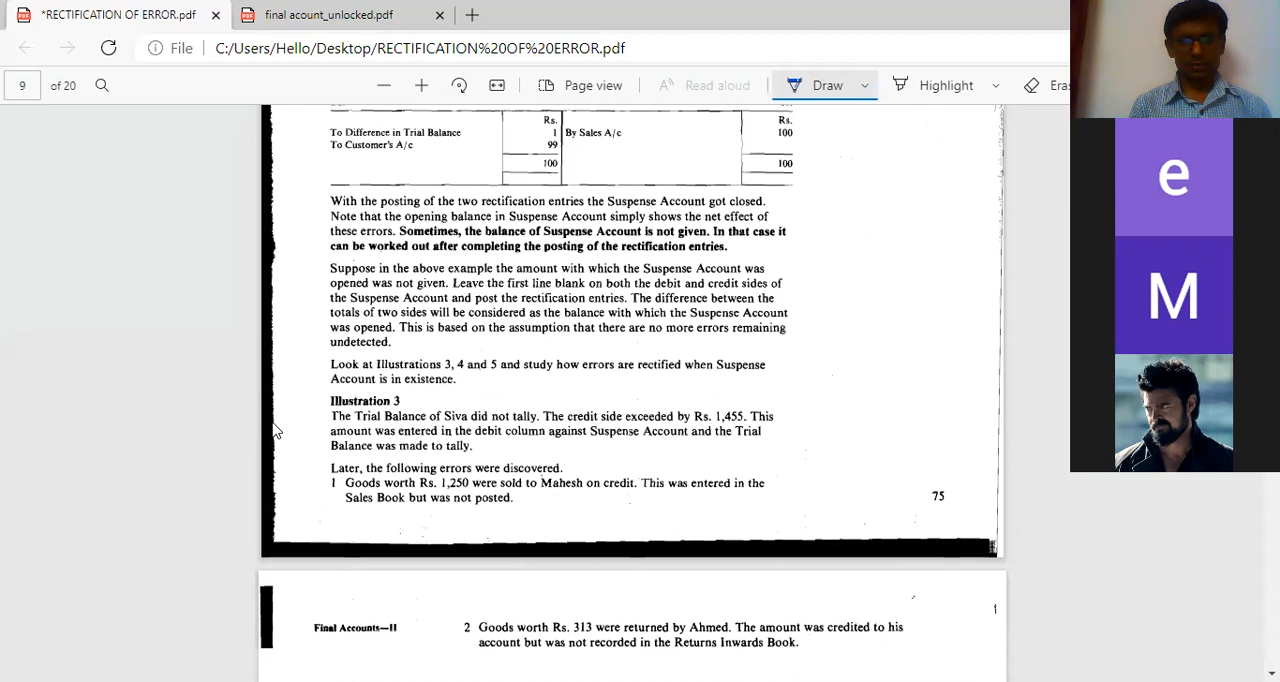 *RECTIFICATION OF ERROR.pdf
final acount_unlocked.pdf
File
C:/Users/Hello/Desktop/RECTIFICATION%20OF%20ERROR.pdf
9 of 20
Page view
Read aloud
Draw
Highlight
Eras
Rs.
Rs.
To Difference in Trial Balance 1 By Sales A/c 100
To Customer's A/c 99
100 100
With the posting of the two rectification entries the Suspense Account got closed.
Note that the opening balance in Suspense Account simply shows the net effect of
these errors. Sometimes, the balance of Suspense Account is not given. In that case it
can be worked out after completing the posting of the rectification entries.
Suppose in the above example the amount with which the Suspense Account was
opened was not given. Leave the first line blank on both the debit and credit sides of
the Suspense Account and post the rectification entries. The difference between the
totals of two sides will be considered as the balance with which the Suspense Account
was opened. This is based on the assumption that there are no more errors remaining
undetected.
Look at Illustrations 3, 4 and 5 and study how errors are rectified when Suspense
Account is in existence.
Illustration 3
The Trial Balance of Siva did not tally. The credit side exceeded by Rs. 1,455. This
amount was entered in the debit column against Suspense Account and the Trial
Balance was made to tally.
Later, the following errors were discovered.
1 Goods worth Rs. 1,250 were sold to Mahesh on credit. This was entered in the
Sales Book but was not posted.
75
Final Accounts—II
2 Goods worth Rs. 313 were returned by Ahmed. The amount was credited to his
account but was not recorded in the Returns Inwards Book.
e
M